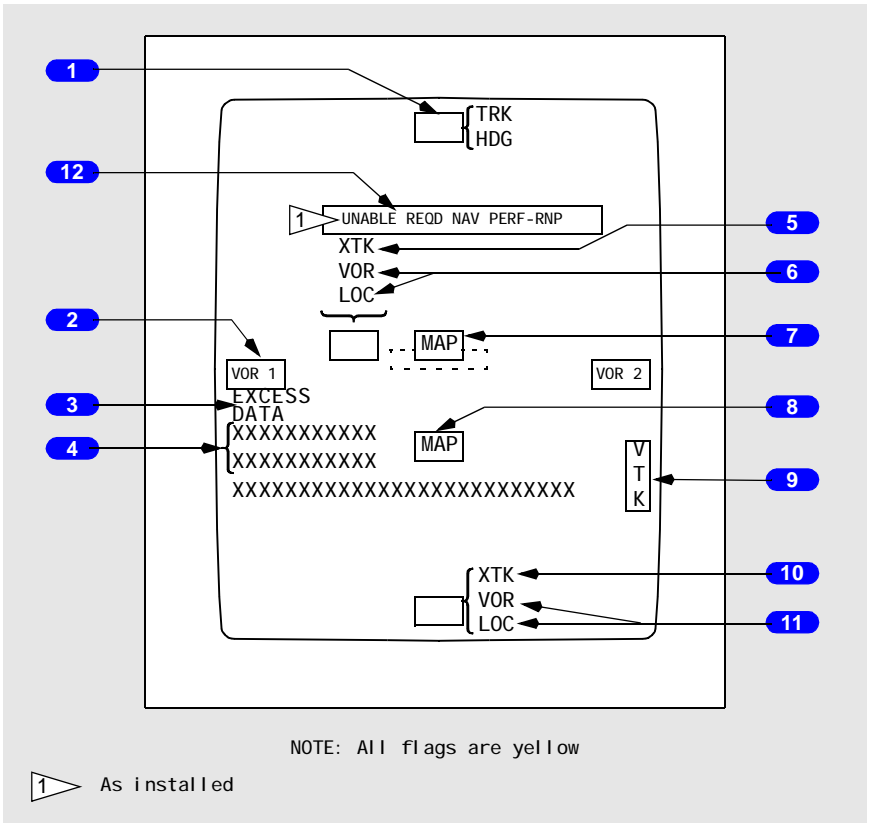 1
TRK
HDG
12
1 UNABLE REQD NAV PERF-RNP
5
XTK
VOR
6
LOC
2
MAP
7
VOR 1
VOR 2
3
EXCESS
DATA
8
4
XXXXXXXXXXX
MAP
XXXXXXXXXXX
V
T
K
9
XXXXXXXXXXXXXXXXXXXXXXXXXX
XTK
10
VOR
LOC
11
NOTE: All flags are yellow
1 As installed